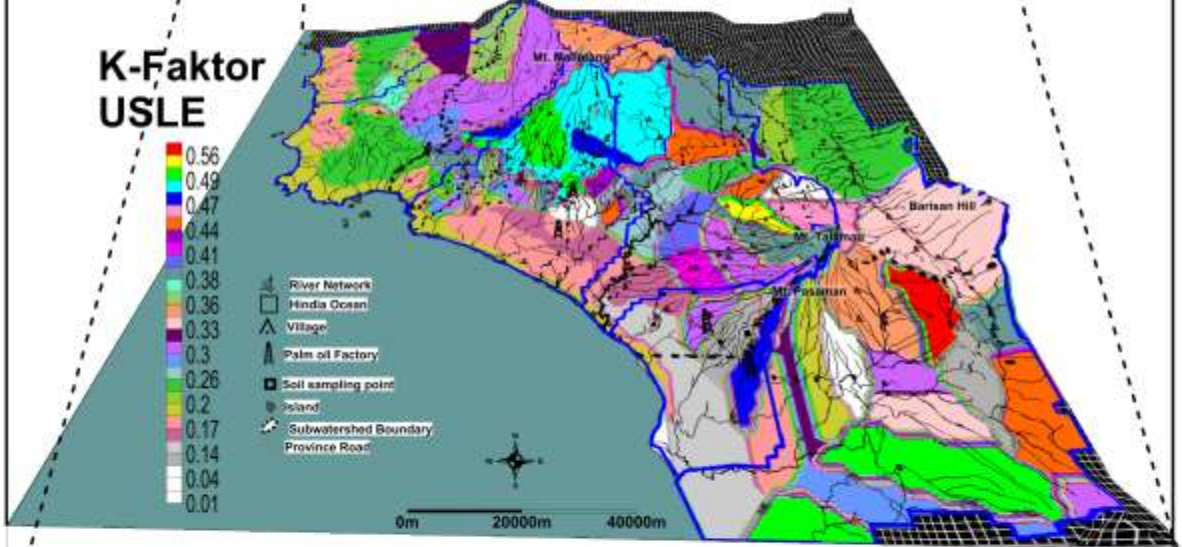 K-Faktor
USLE
0.56
0.49
0.47
0.44
0.41
0.38
0.36
0.33
0.3
0.26
0.2
0.17
0.14
0.04
0.01
River Network
Hindia Ocean
Village
Palm oil Factory
Soil sampling point
Island
Subwatershed Boundary
Province Road
Barisan Hill
Mt. Talamau
Mt. Pasaman
0m 20000m 40000m